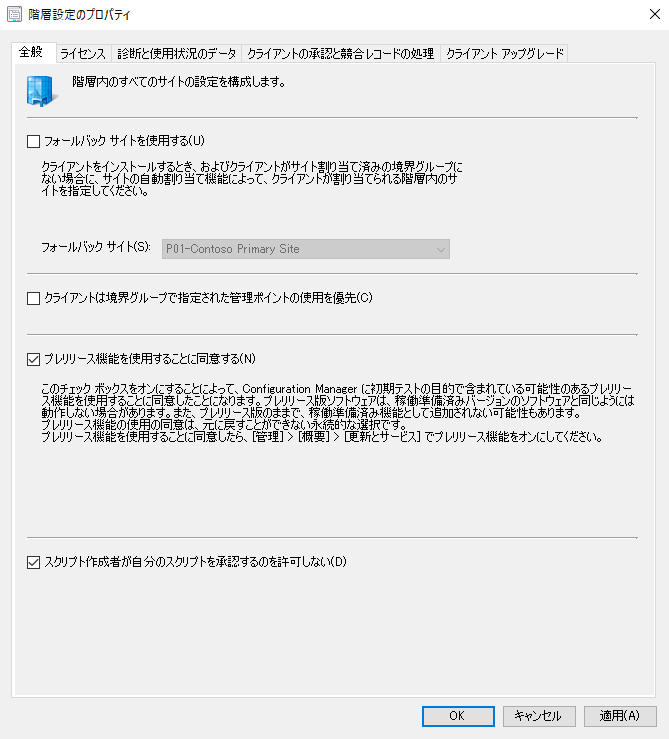 階層設定のプロパティ
全般
ライセンス
診断と使用状況のデータ
クライアントの承認と競合レコードの処理
クライアント アップグレード
階層内のすべてのサイトの設定を構成します。
フォールバック サイトを使用する(U)
クライアントをインストールするとき、およびクライアントがサイト割り当て済みの境界グループに
ない場合に、サイトの自動割り当て機能によって、クライアントが割り当てられる階層内のサ
イトを指定してください。
フォールバック サイト(S):
P01-Contoso Primary Site
クライアントは境界グループで指定された管理ポイントの使用を優先(C)
プレリリース機能を使用することに同意する(N)
このチェック ボックスをオンにすることによって、Configuration Manager に初期テストの目的で含まれている可能性のあるプレリリー
ス機能を使用することに同意したことになります。プレリリース版ソフトウェアは、稼働準備済みバージョンのソフトウェアと同じようには
動作しない場合があります。また、プレリリース版のままで、稼働準備済み機能として追加されない可能性もあります。
プレリリース機能の使用の同意は、元に戻すことができない永続的な選択です。
プレリリース機能を使用することに同意したら、[管理] > [概要] > [更新とサービス] でプレリリース機能をオンにしてください。
スクリプト作成者が自分のスクリプトを承認するのを許可しない(D)
OK
キャンセル
適用(A)